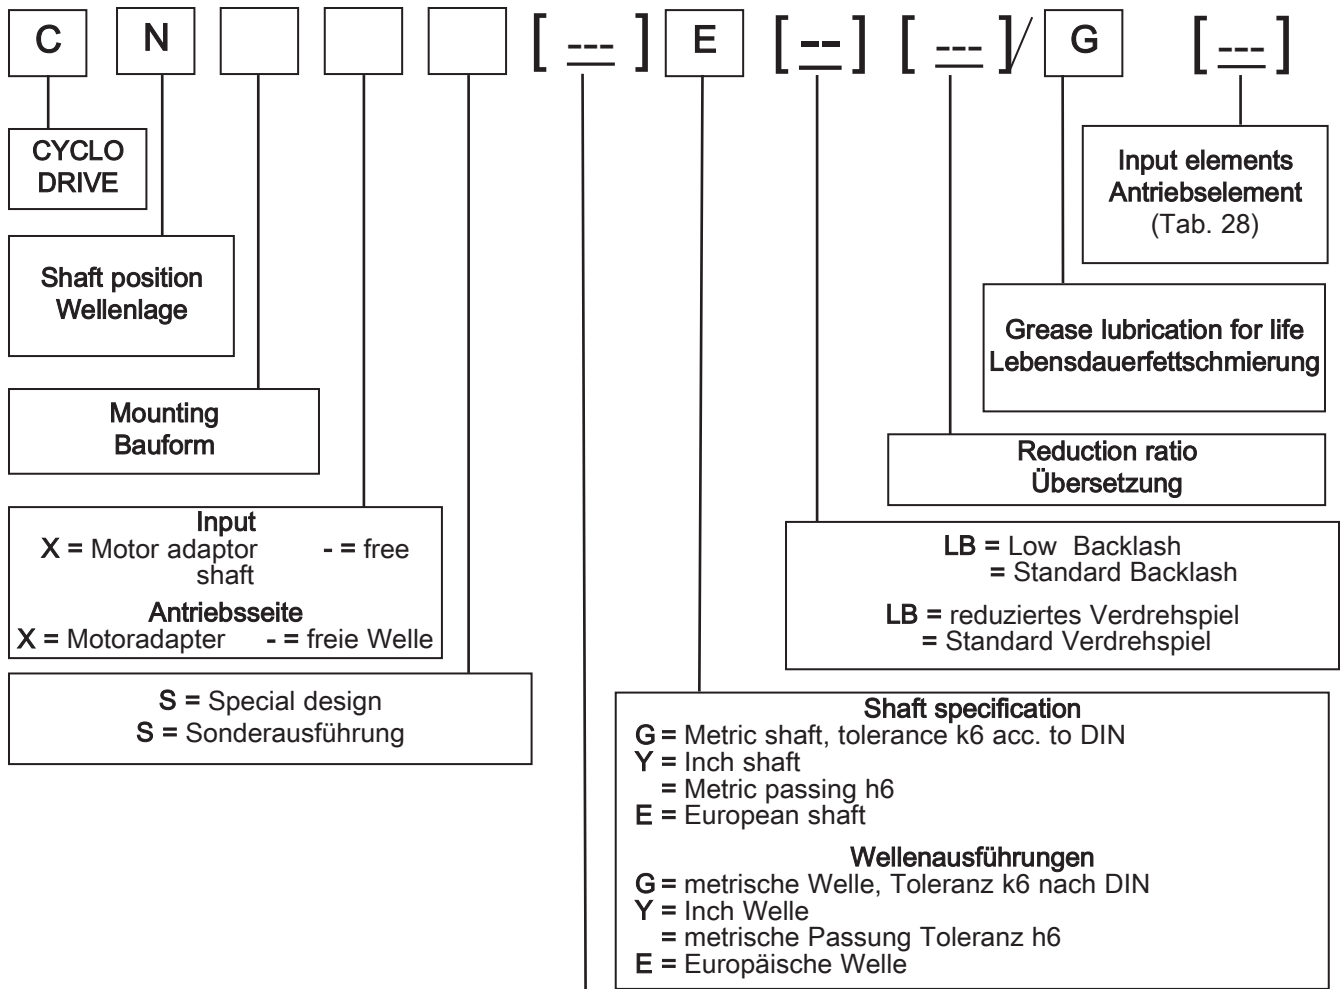 C N [ --- ] E [ -- ] [ --- ] / G [ --- ]
CYCLO
DRIVE
Shaft position
Wellenlage
Mounting
Bauform
Input
X = Motor adaptor - = free
shaft
Antriebsseite
X = Motoradapter - = freie Welle
S = Special design
S = Sonderausführung
Input elements
Antriebselement
(Tab. 28)
Grease lubrication for life
Lebensdauerfettschmierung
Reduction ratio
Übersetzung
LB = Low Backlash
= Standard Backlash
LB = reduziertes Verdrehspiel
= Standard Verdrehspiel
Shaft specification
G = Metric shaft, tolerance k6 acc. to DIN
Y = Inch shaft
= Metric passing h6
E = European shaft
Wellenausführungen
G = metrische Welle, Toleranz k6 nach DIN
Y = Inch Welle
= metrische Passung Toleranz h6
E = Europäische Welle